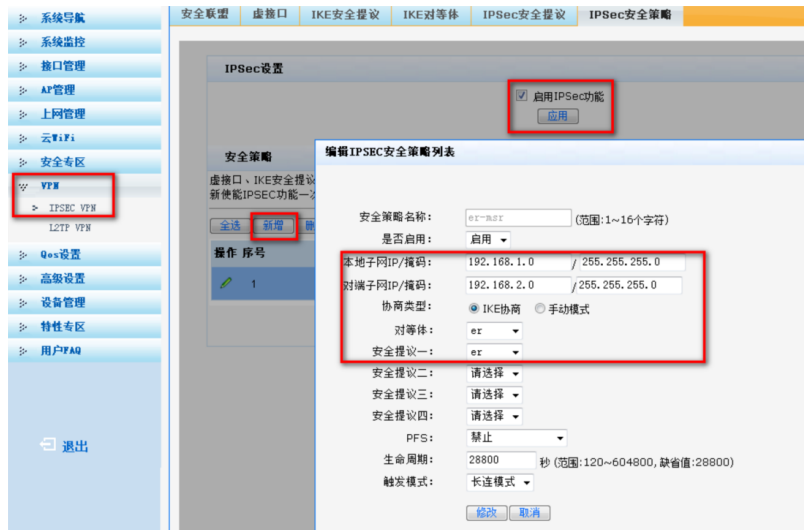 系统导航
系统监控
接口管理
AP管理
上网管理
云WiFi
安全专区
VPN
IPSEC VPN
L2TP VPN
Qos设置
高级设置
设备管理
特性专区
用户FAQ
退出
安全联盟 虚接口 IKE安全提议 IKE对等体 IPSec安全提议 IPSec安全策略
IPSec设置
启用IPSec功能
应用
安全策略
虚接口、IKE安全提议
新使能IPSEC功能一次
全选 新增
操作 序号
1
编辑IPSEC安全策略列表
安全策略名称: er-msr (范围:1~16个字符)
是否启用: 启用
本地子网IP/掩码: 192.168.1.0 / 255.255.255.0
对端子网IP/掩码: 192.168.2.0 / 255.255.255.0
协商类型: IKE协商 手动模式
对等体: er
安全提议一: er
安全提议二: 请选择
安全提议三: 请选择
安全提议四: 请选择
PFS: 禁止
生命周期: 28800 秒 (范围:120~604800, 缺省值:28800)
触发模式: 长连模式
修改 取消